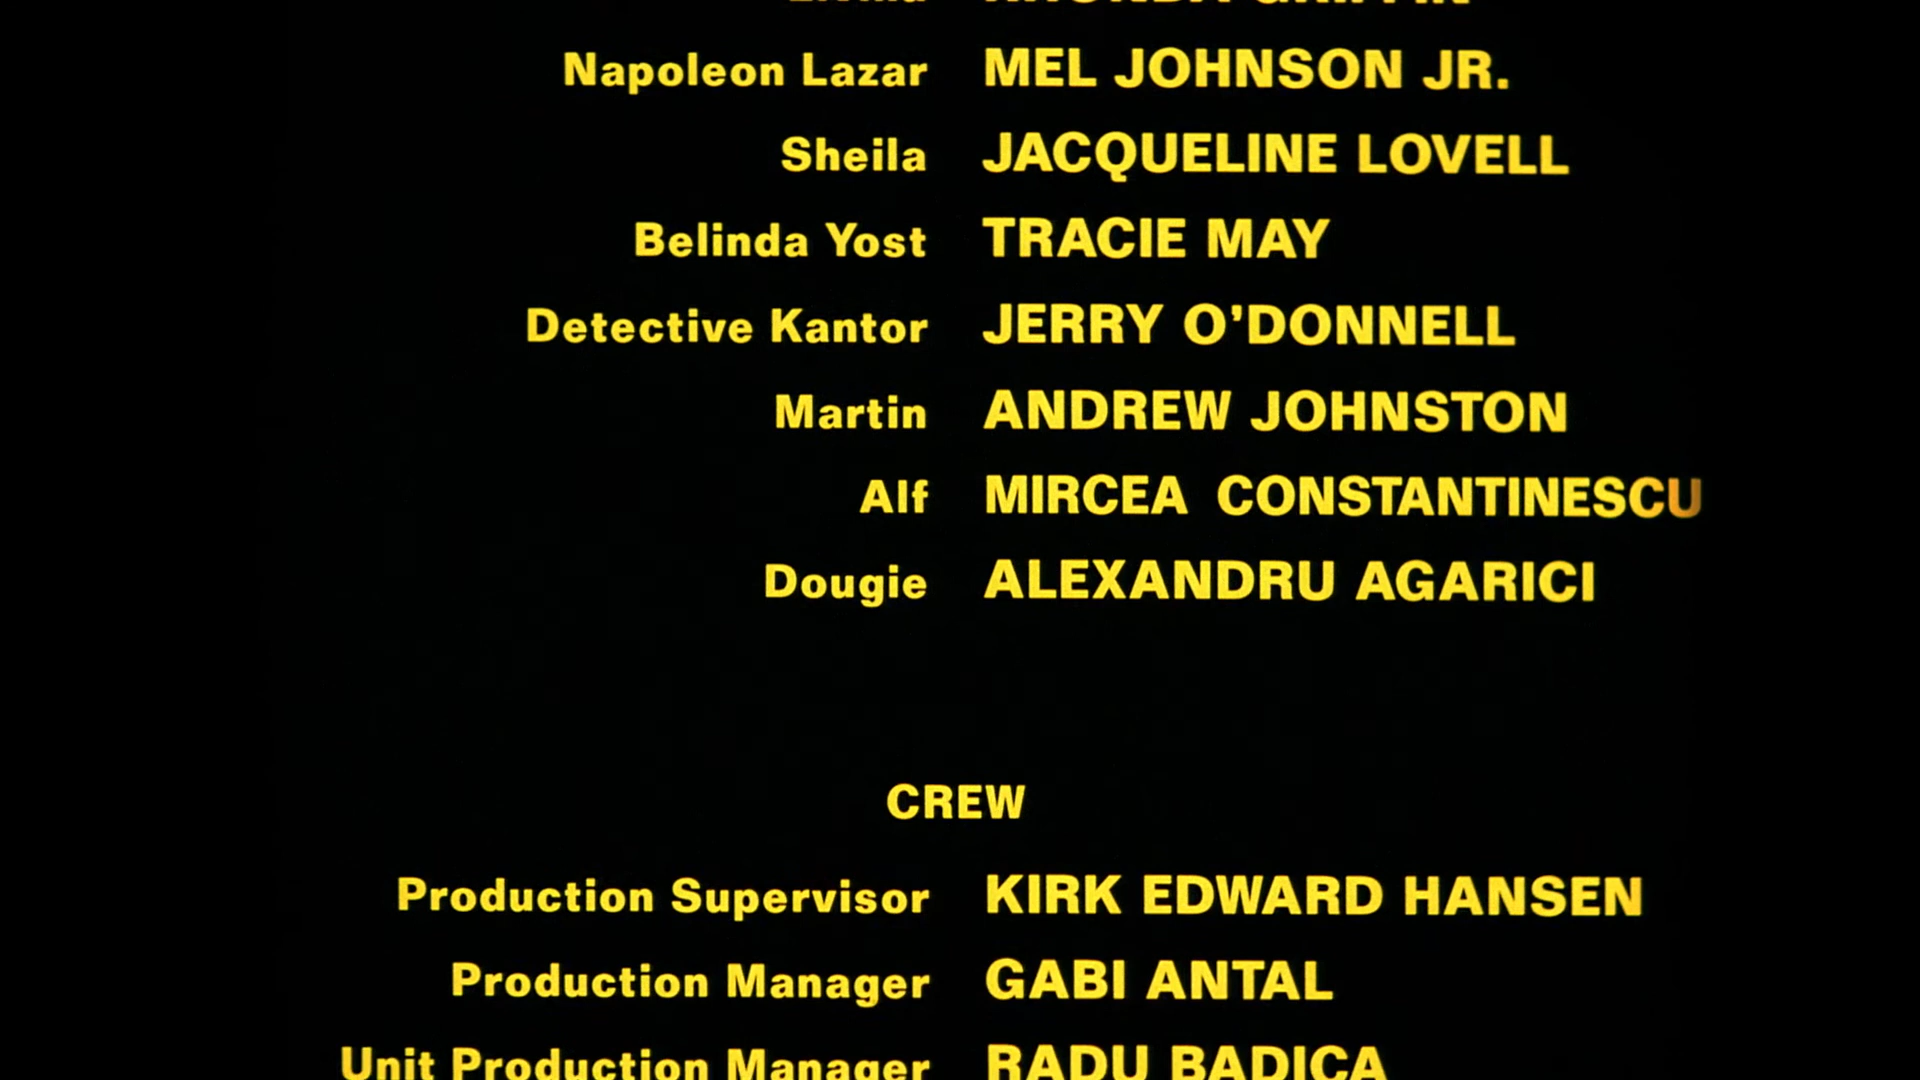 RHONDA GRIFFIN
Napoleon Lazar MEL JOHNSON JR.
Sheila JACQUELINE LOVELL
Belinda Yost TRACIE MAY
Detective Kantor JERRY O'DONNELL
Martin ANDREW JOHNSTON
Alf MIRCEA CONSTANTINESCU
Dougie ALEXANDRU AGARICI
CREW
Production Supervisor KIRK EDWARD HANSEN
Production Manager GABI ANTAL
Unit Production Manager RADU BADICA